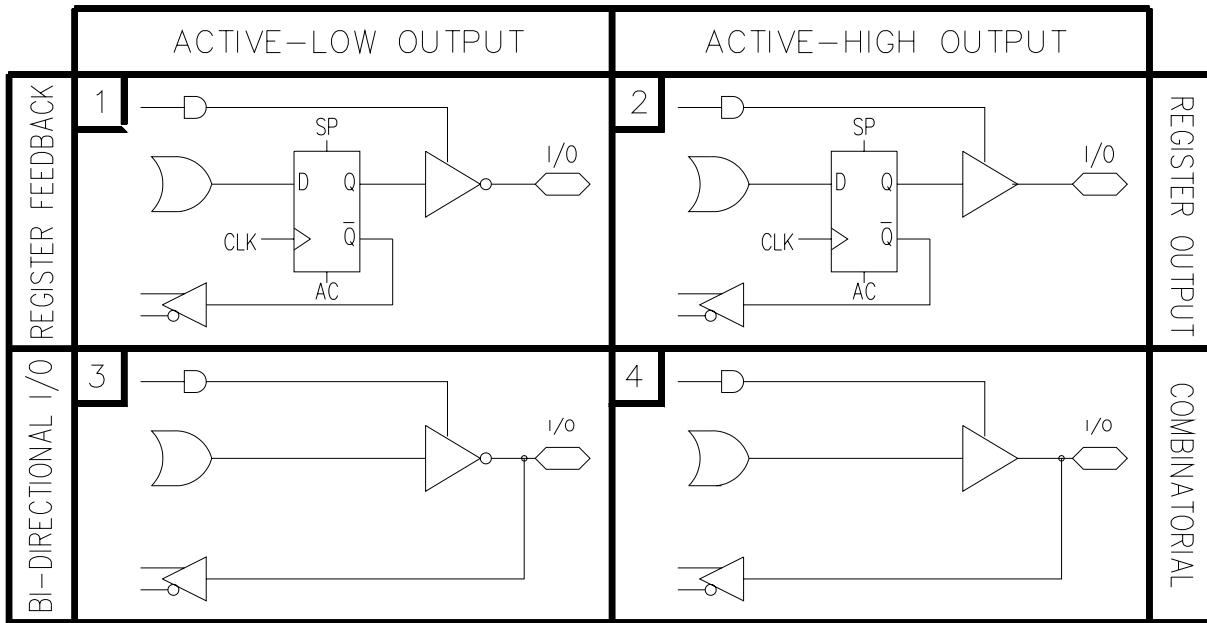 ACTIVE-LOW OUTPUT
ACTIVE-HIGH OUTPUT
REGISTER FEEDBACK
1
SP
D
Q
I/O
CLK
Q̅
AC
2
SP
D
Q
I/O
CLK
Q̅
AC
REGISTER OUTPUT
BI-DIRECTIONAL I/O
3
I/O
4
I/O
COMBINATORIAL